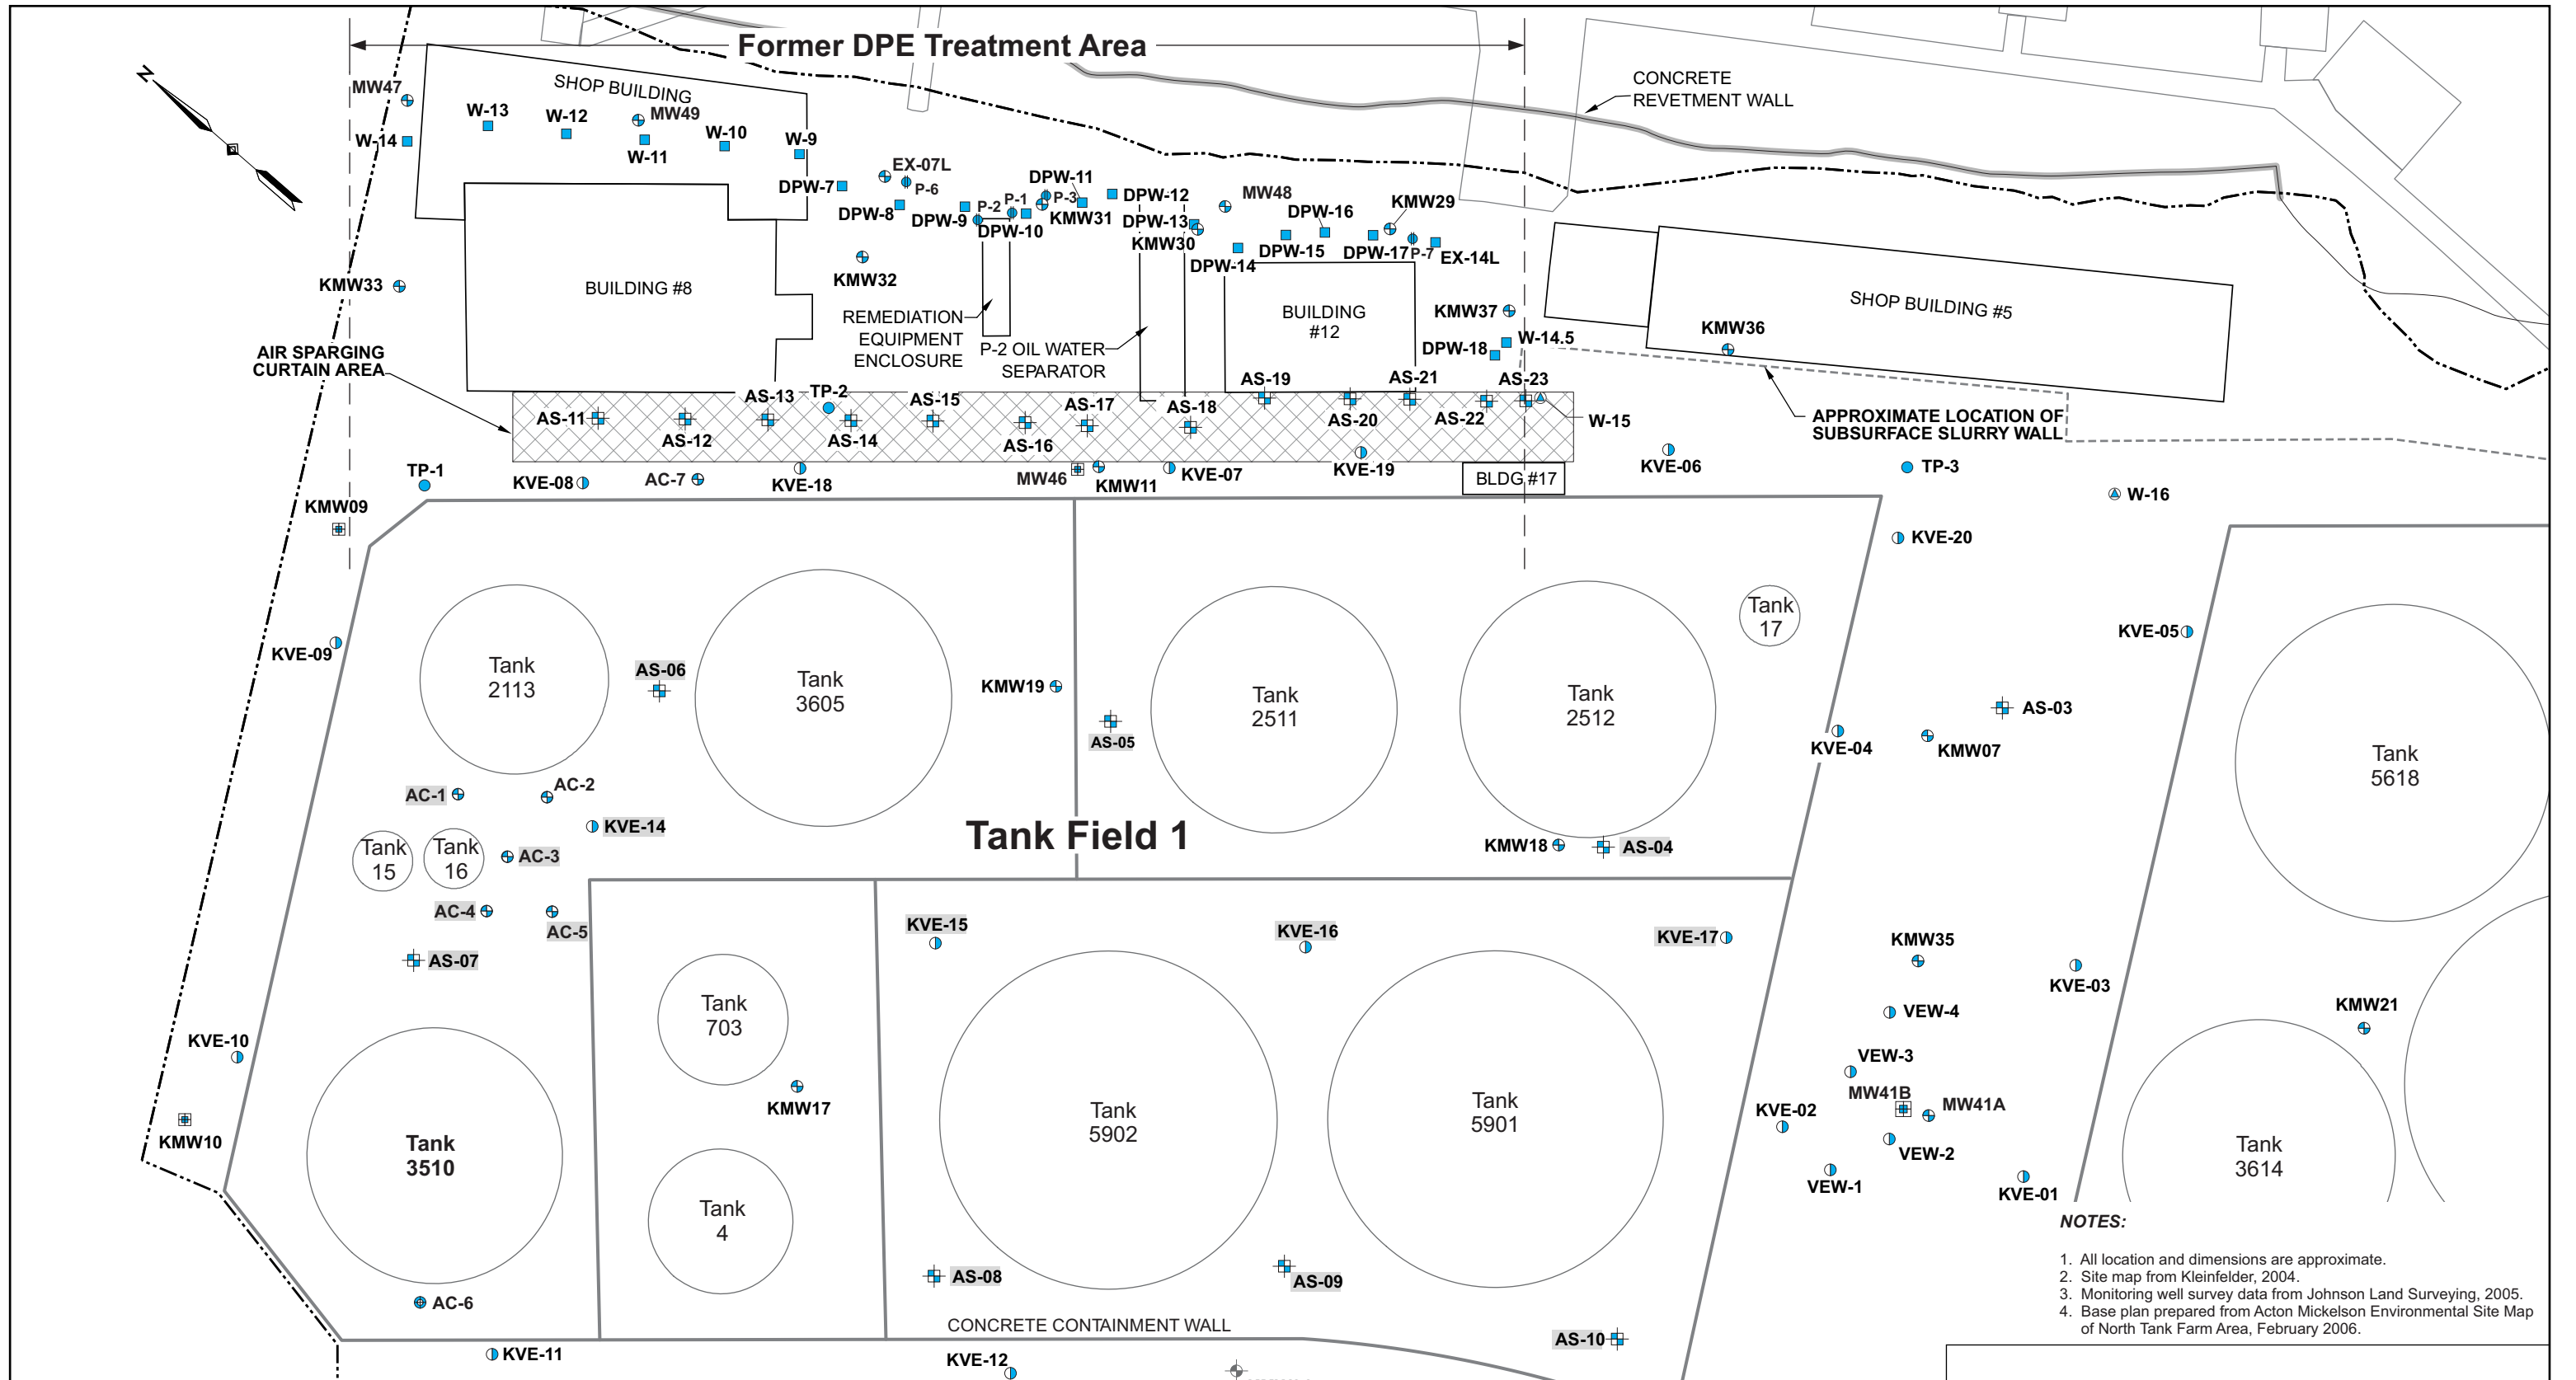 Former DPE Treatment Area
N
CONCRETE
REVETMENT WALL
SHOP BUILDING
MW47
W-13
W-12
MW49
W-14
W-11
W-10
W-9
EX-07L
DPW-7
P-6
DPW-8
DPW-9
P-2
P-1
DPW-10
DPW-11
P-3
KMW31
DPW-12
DPW-13
KMW30
MW48
DPW-14
DPW-15
DPW-16
KMW29
DPW-17
P-7
EX-14L
KMW32
KMW33
BUILDING #8
REMEDIATION
EQUIPMENT
ENCLOSURE
P-2 OIL WATER
SEPARATOR
BUILDING
#12
KMW37
W-14.5
DPW-18
SHOP BUILDING #5
KMW36
AIR SPARGING
CURTAIN AREA
AS-11
AS-12
AS-13
TP-2
AS-14
AS-15
AS-16
AS-17
AS-18
AS-19
AS-20
AS-21
AS-22
AS-23
W-15
APPROXIMATE LOCATION OF
SUBSURFACE SLURRY WALL
TP-1
KVE-08
AC-7
KVE-18
MW46
KMW11
KVE-07
KVE-19
BLDG #17
KVE-06
TP-3
W-16
KMW09
KVE-20
KVE-09
Tank
2113
AS-06
Tank
3605
KMW19
AS-05
Tank
2511
Tank
2512
Tank
17
KVE-05
AS-03
KVE-04
KMW07
Tank
5618
AC-1
AC-2
KVE-14
Tank
15
Tank
16
AC-3
Tank Field 1
KMW18
AS-04
AC-4
AC-5
AS-07
KVE-15
KVE-16
KVE-17
KMW35
KVE-03
VEW-4
KMW21
KVE-10
Tank
703
VEW-3
MW41B
MW41A
KMW17
KVE-02
KMW10
Tank
3510
Tank
5902
Tank
5901
VEW-2
VEW-1
KVE-01
Tank
3614
Tank
4
AS-08
AS-09
AC-6
CONCRETE CONTAINMENT WALL
AS-10
KVE-11
KVE-12
NOTES:
1. All location and dimensions are approximate.
2. Site map from Kleinfelder, 2004.
3. Monitoring well survey data from Johnson Land Surveying, 2005.
4. Base plan prepared from Acton Mickelson Environmental Site Map
of North Tank Farm Area, February 2006.